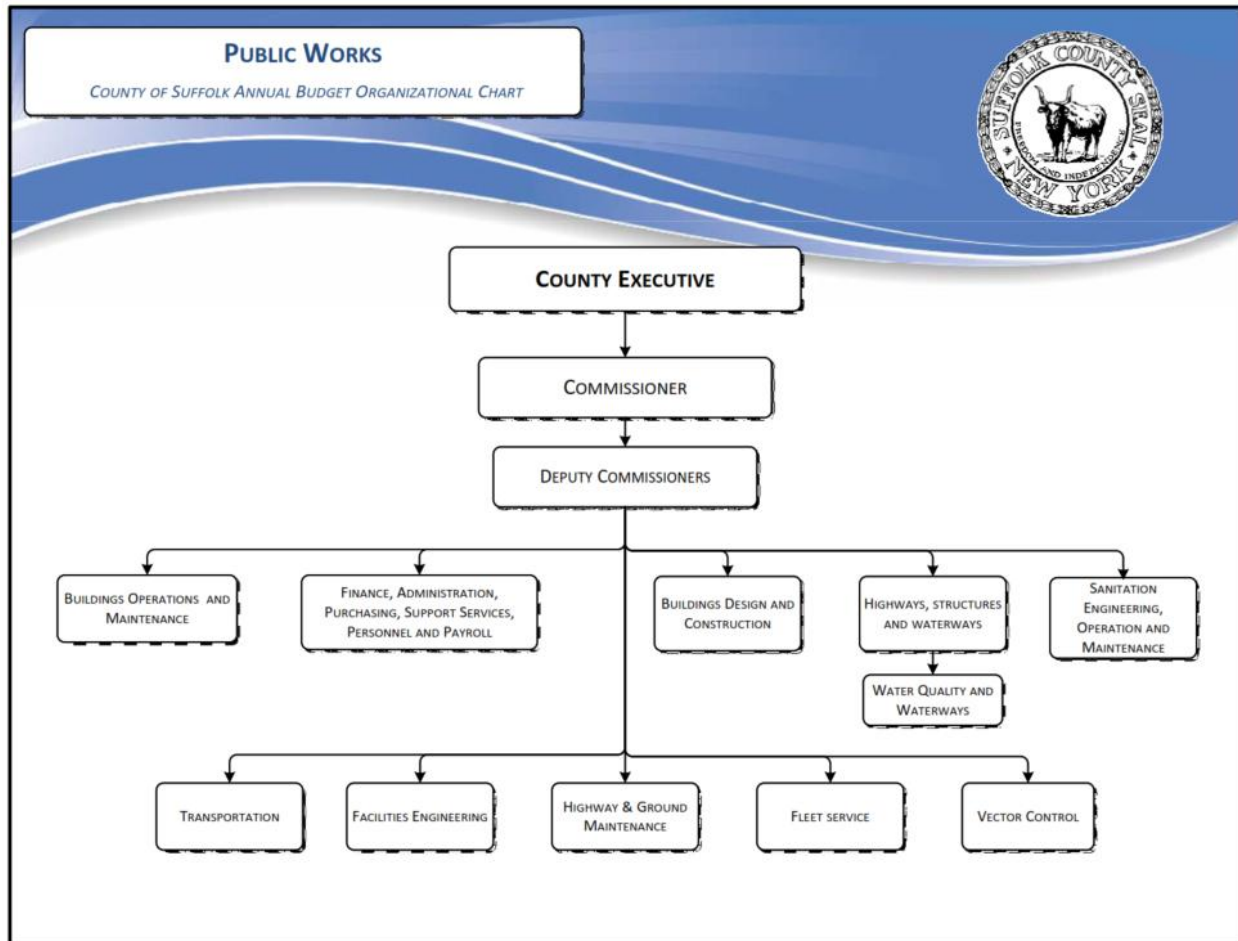 PUBLIC WORKS
COUNTY OF SUFFOLK ANNUAL BUDGET ORGANIZATIONAL CHART
SUFFOLK COUNTY SEAL
FREEDOM AND INDEPENDENCE
NEW YORK
COUNTY EXECUTIVE
COMMISSIONER
DEPUTY COMMISSIONERS
BUILDINGS OPERATIONS AND
MAINTENANCE
FINANCE, ADMINISTRATION,
PURCHASING, SUPPORT SERVICES,
PERSONNEL AND PAYROLL
BUILDINGS DESIGN AND
CONSTRUCTION
HIGHWAYS, STRUCTURES
AND WATERWAYS
SANITATION
ENGINEERING,
OPERATION AND
MAINTENANCE
WATER QUALITY AND
WATERWAYS
TRANSPORTATION
FACILITIES ENGINEERING
HIGHWAY & GROUND
MAINTENANCE
FLEET SERVICE
VECTOR CONTROL